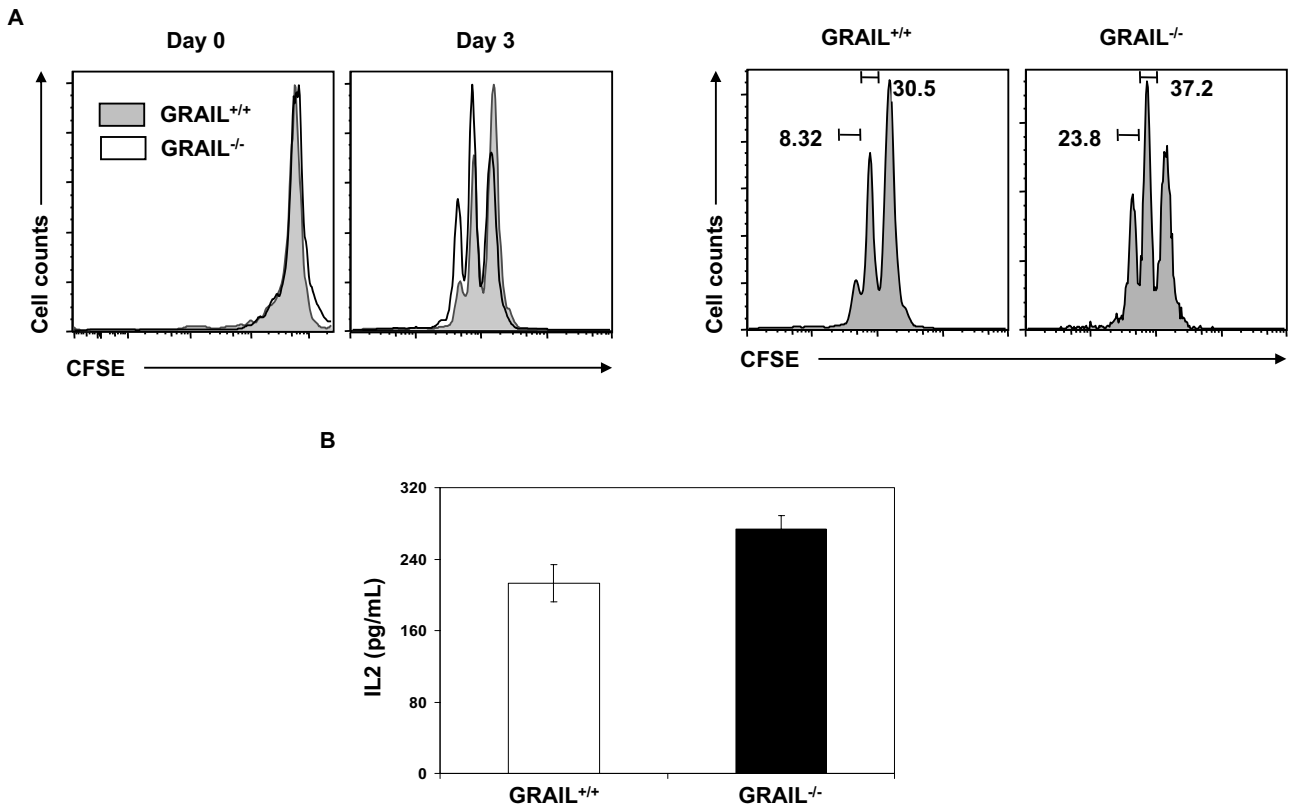 A
Day 0
Day 3
GRAIL+/+
GRAIL-/-
GRAIL+/+
GRAIL-/-
30.5
37.2
8.32
23.8
Cell counts
Cell counts
CFSE
CFSE
B
320
240
160
80
0
IL2 (pg/mL)
GRAIL+/+
GRAIL-/-